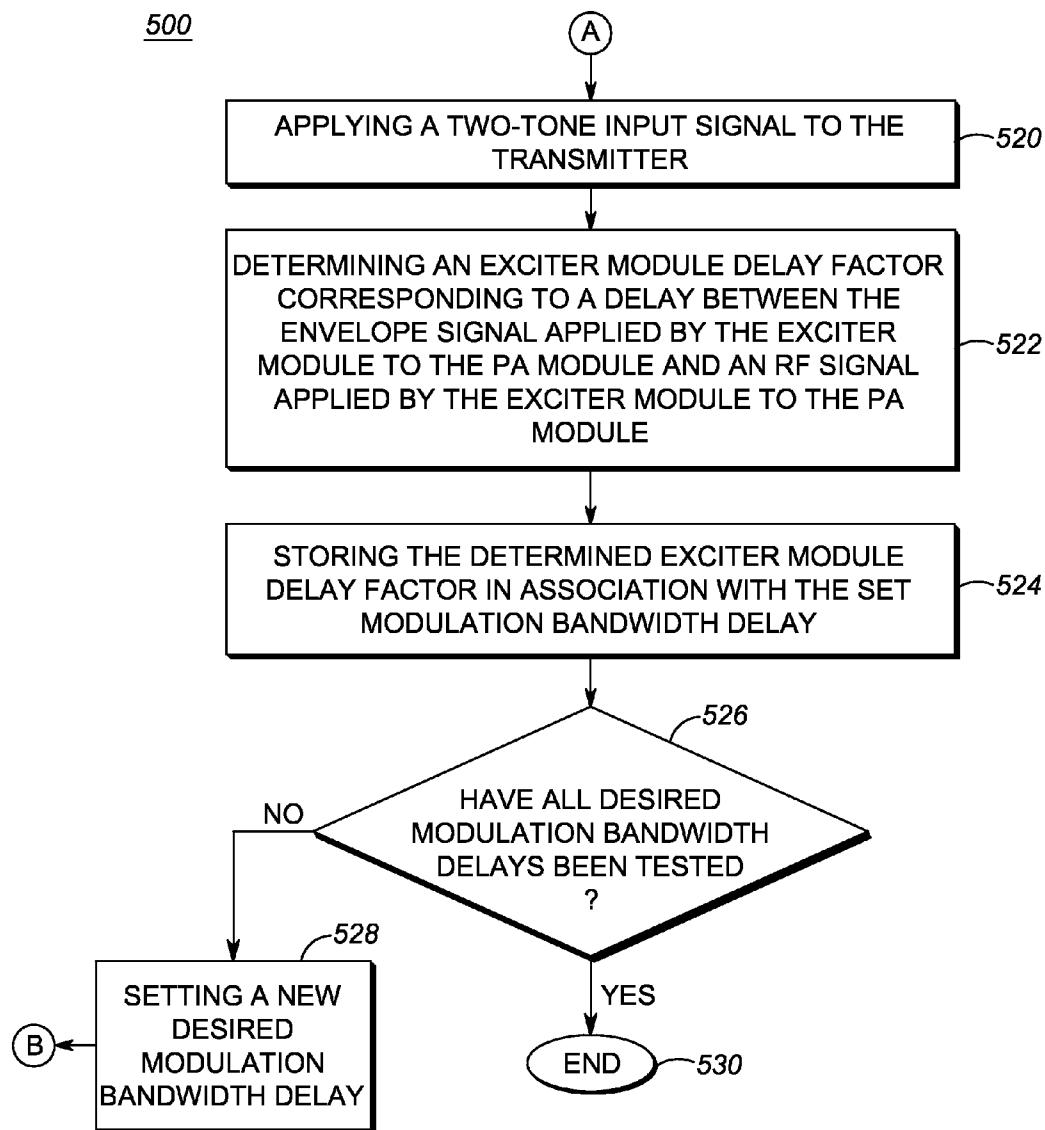 500
A
APPLYING A TWO-TONE INPUT SIGNAL TO THE
TRANSMITTER
520
DETERMINING AN EXCITER MODULE DELAY FACTOR
CORRESPONDING TO A DELAY BETWEEN THE
ENVELOPE SIGNAL APPLIED BY THE EXCITER
MODULE TO THE PA MODULE AND AN RF SIGNAL
APPLIED BY THE EXCITER MODULE TO THE PA
MODULE
522
STORING THE DETERMINED EXCITER MODULE
DELAY FACTOR IN ASSOCIATION WITH THE SET
MODULATION BANDWIDTH DELAY
524
526
HAVE ALL DESIRED
MODULATION BANDWIDTH
DELAYS BEEN TESTED
?
NO
528
SETTING A NEW
DESIRED
MODULATION
BANDWIDTH DELAY
B
YES
END
530